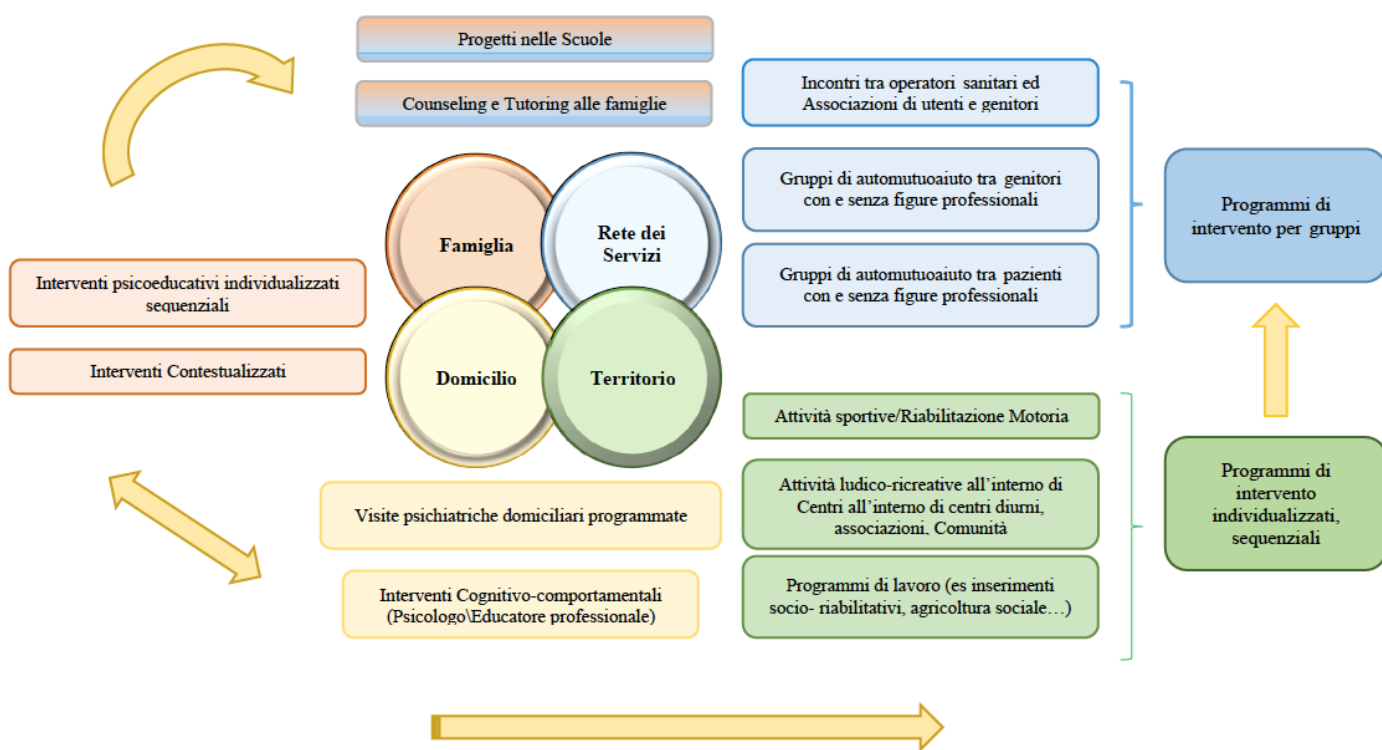 Progetti nelle Scuole
Counseling e Tutoring alle famiglie
Incontri tra operatori sanitari ed
Associazioni di utenti e genitori
Gruppi di automutuoaiuto tra genitori
con e senza figure professionali
Gruppi di automutuoaiuto tra pazienti
con e senza figure professionali
Programmi di
intervento per gruppi
Famiglia
Rete dei
Servizi
Domicilio
Territorio
Interventi psicoeducativi individualizzati
sequenziali
Interventi Contestualizzati
Visite psichiatriche domiciliari programmate
Interventi Cognitivo-comportamentali
(Psicologo\Educatore professionale)
Attività sportive/Riabilitazione Motoria
Attività ludico-ricreative all’interno di
Centri all’interno di centri diurni,
associazioni, Comunità
Programmi di lavoro (es inserimenti
socio- riabilitativi, agricoltura sociale…)
Programmi di
intervento
individualizzati,
sequenziali